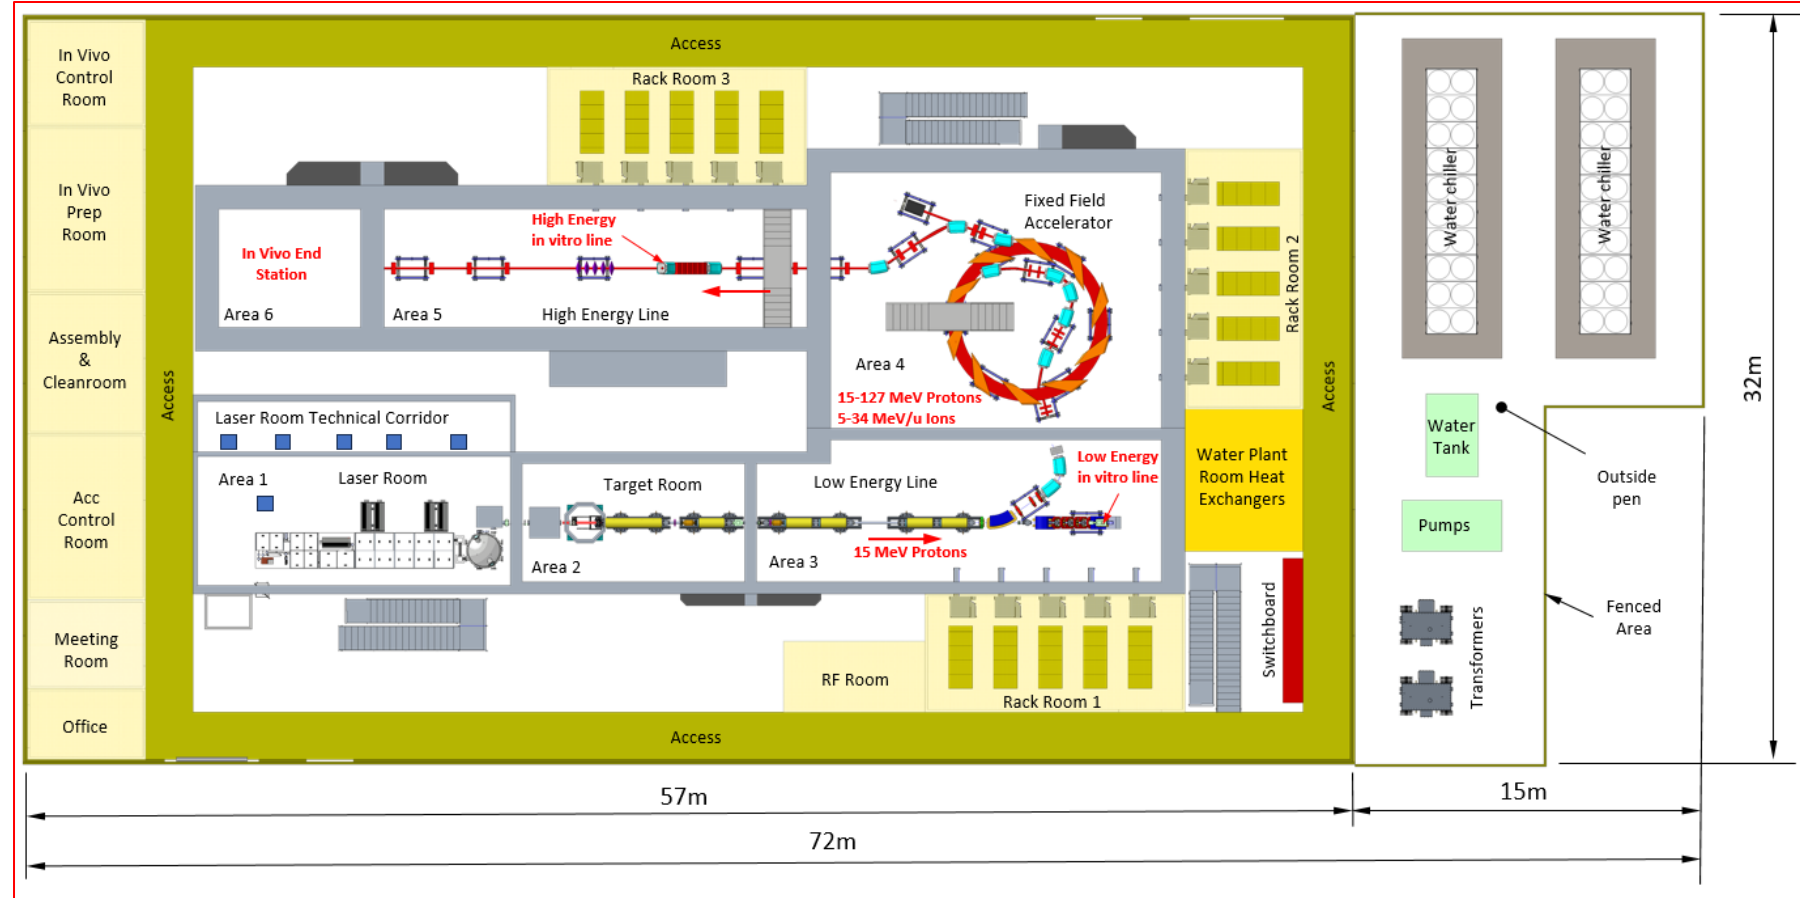 In Vivo
Control
Room
In Vivo
Prep
Room
Assembly
&
Cleanroom
Acc
Control
Room
Meeting
Room
Office
Access
Access
Access
Access
Rack Room 3
High Energy
in vitro line
In Vivo End
Station
Area 6
Area 5
High Energy Line
Fixed Field
Accelerator
Area 4
15-127 MeV Protons
5-34 MeV/u Ions
Rack Room 2
Laser Room Technical Corridor
Area 1
Laser Room
Target Room
Area 2
Low Energy Line
Low Energy
in vitro line
15 MeV Protons
Area 3
Water Plant
Room Heat
Exchangers
RF Room
Rack Room 1
Switchboard
Water chiller
Water chiller
Water
Tank
Pumps
Outside
pen
Fenced
Area
Transformers
32m
57m
15m
72m